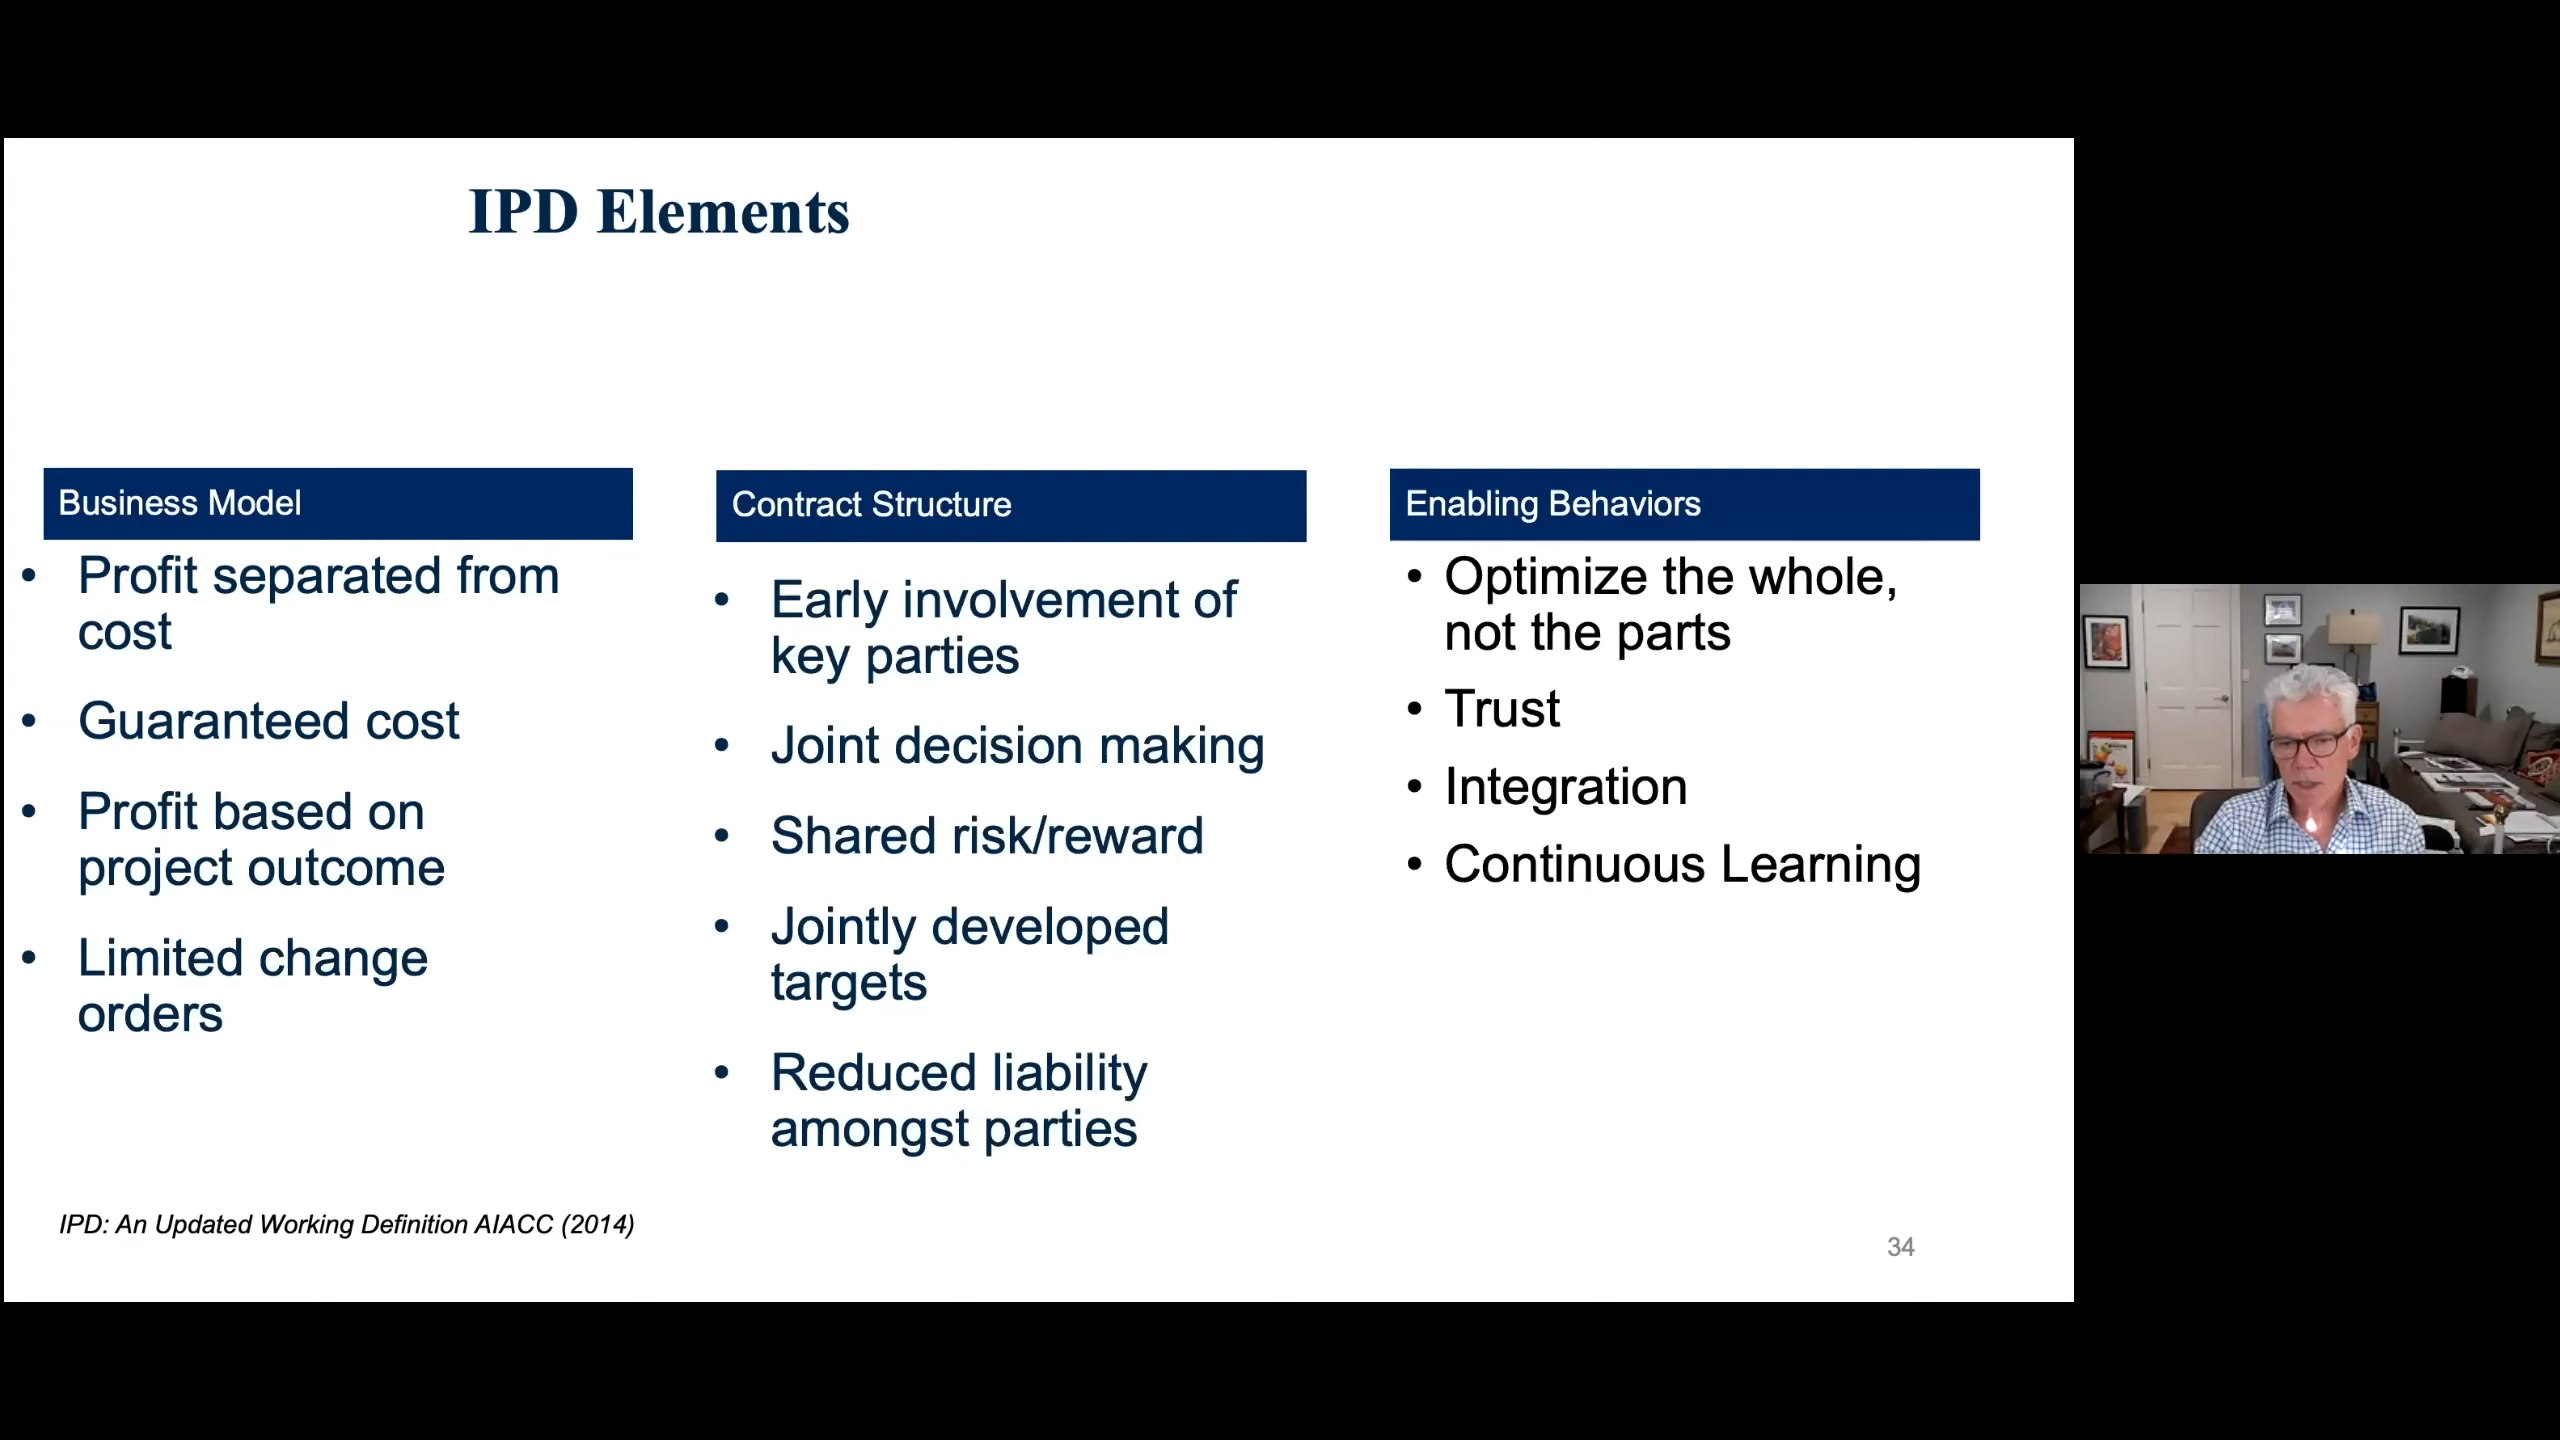 IPD Elements
Business Model
• Profit separated from
cost
• Guaranteed cost
• Profit based on
project outcome
• Limited change
orders
Contract Structure
• Early involvement of
key parties
• Joint decision making
• Shared risk/reward
• Jointly developed
targets
• Reduced liability
amongst parties
Enabling Behaviors
• Optimize the whole,
not the parts
• Trust
• Integration
• Continuous Learning
IPD: An Updated Working Definition AIACC (2014)
34